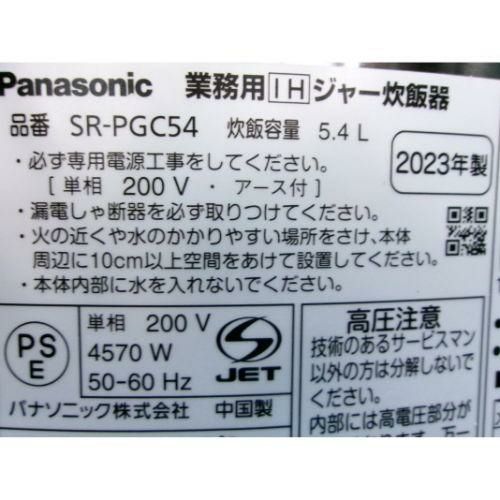 Panasonic 業務用 IH ジャー炊飯器
品番 SR-PGC54 炊飯容量 5.4 L
2023年製
・必ず専用電源工事をしてください。
[ 単相 200 V ・ アース付 ]
・漏電しゃ断器を必ず取りつけてください。
・火の近くや水のかかりやすい場所をさけ、本体
周辺に10cm以上空間をあけて設置してください。
・本体内部に水を入れないでください。
PS
E
単相 200 V
4570 W
50-60 Hz
S
JET
パナソニック株式会社 中国製
高圧注意
技術のあるサービスマン
以外の方は分解しないで
ください。
内部には高電圧部分が
あります。万一